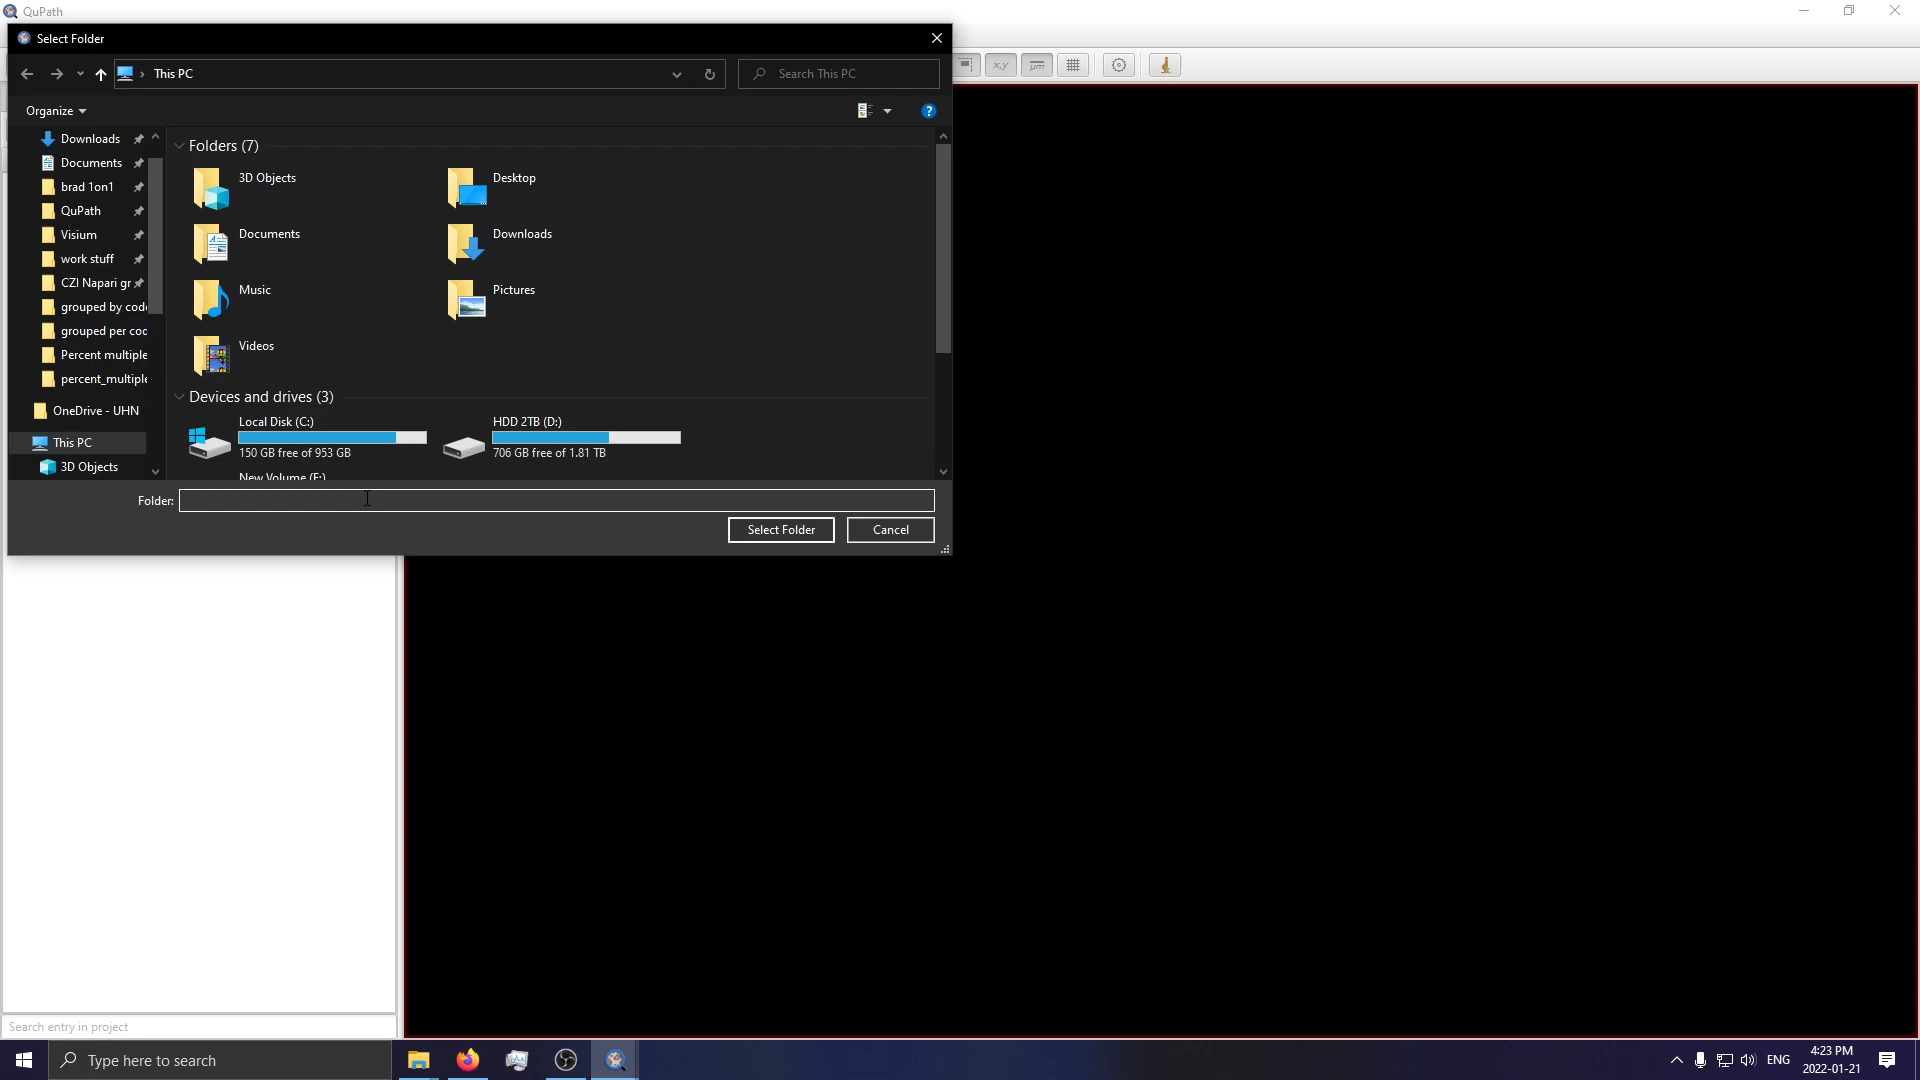 QuPath
Select Folder
This PC
Search This PC
x,y
μm
Organize
Downloads
Documents
brad 1on1
QuPath
Visium
work stuff
CZI Napari gr
grouped by code
grouped per cod
Percent multiple
percent_multiple
OneDrive - UHN
This PC
3D Objects
Folders (7)
3D Objects
Desktop
Documents
Downloads
Music
Pictures
Videos
Devices and drives (3)
Local Disk (C:)
150 GB free of 953 GB
HDD 2TB (D:)
706 GB free of 1.81 TB
New Volume (F:)
Folder:
Select Folder
Cancel
Search entry in project
Type here to search
ENG
4:23 PM
2022-01-21